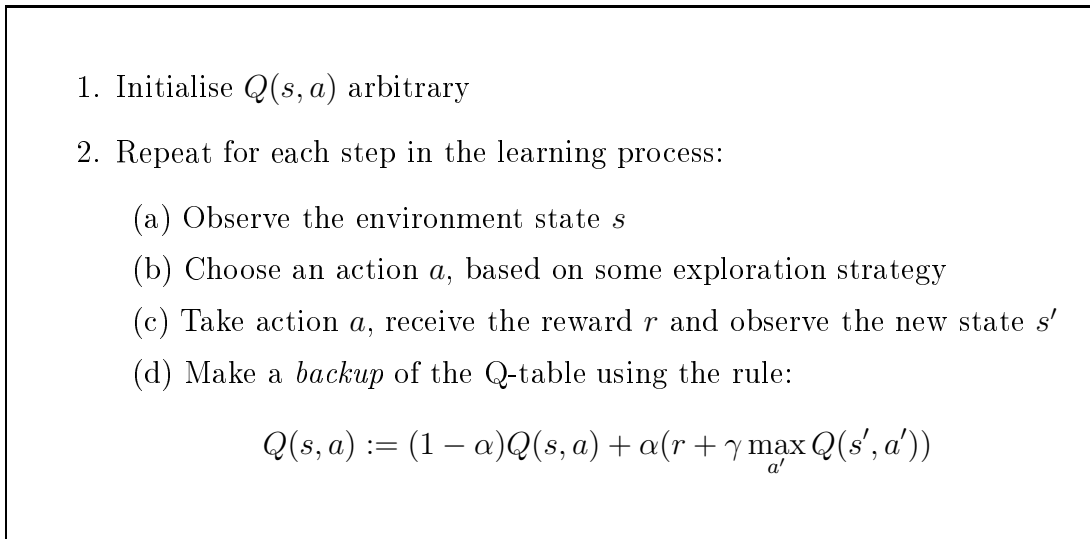 1. Initialise Q(s, a) arbitrary
2. Repeat for each step in the learning process:
(a) Observe the environment state s
(b) Choose an action a, based on some exploration strategy
(c) Take action a, receive the reward r and observe the new state s′
(d) Make a backup of the Q-table using the rule:
Q(s, a) := (1 − α)Q(s, a) + α(r + γ max Q(s′, a′))
a′